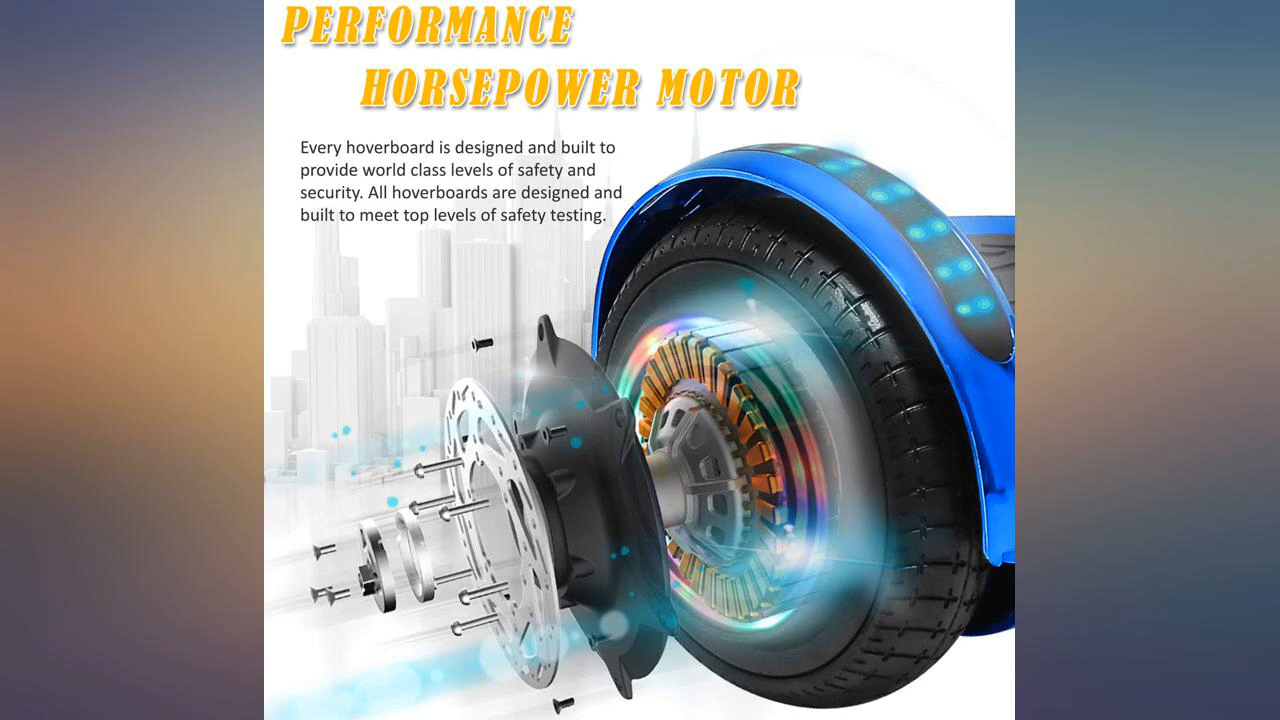 PERFORMANCE
HORSEPOWER MOTOR
Every hoverboard is designed and built to
provide world class levels of safety and
security. All hoverboards are designed and
built to meet top levels of safety testing.